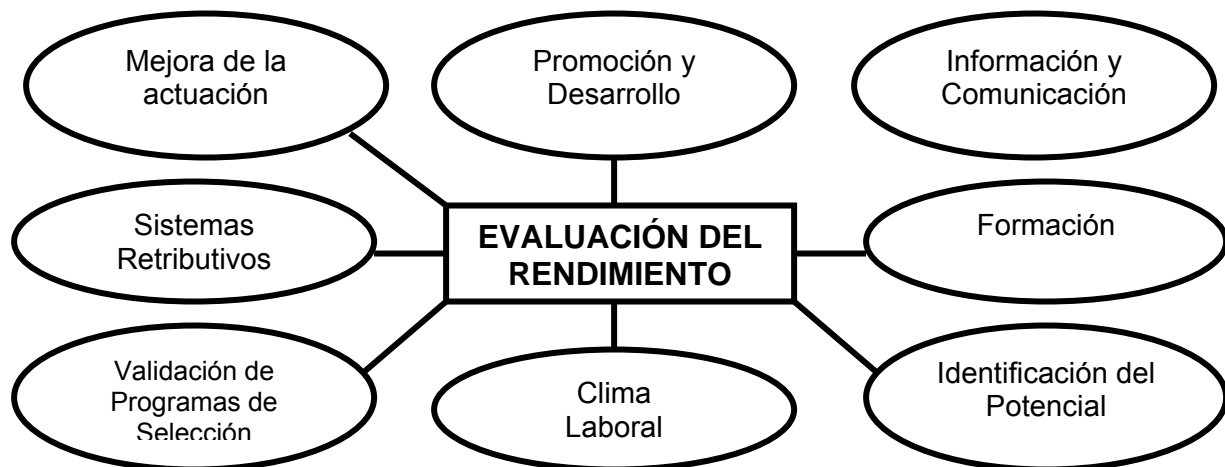 Mejora de la
actuación
Promoción y
Desarrollo
Información y
Comunicación
Sistemas
Retributivos
EVALUACIÓN DEL
RENDIMIENTO
Formación
Validación de
Programas de
Selección
Clima
Laboral
Identificación del
Potencial